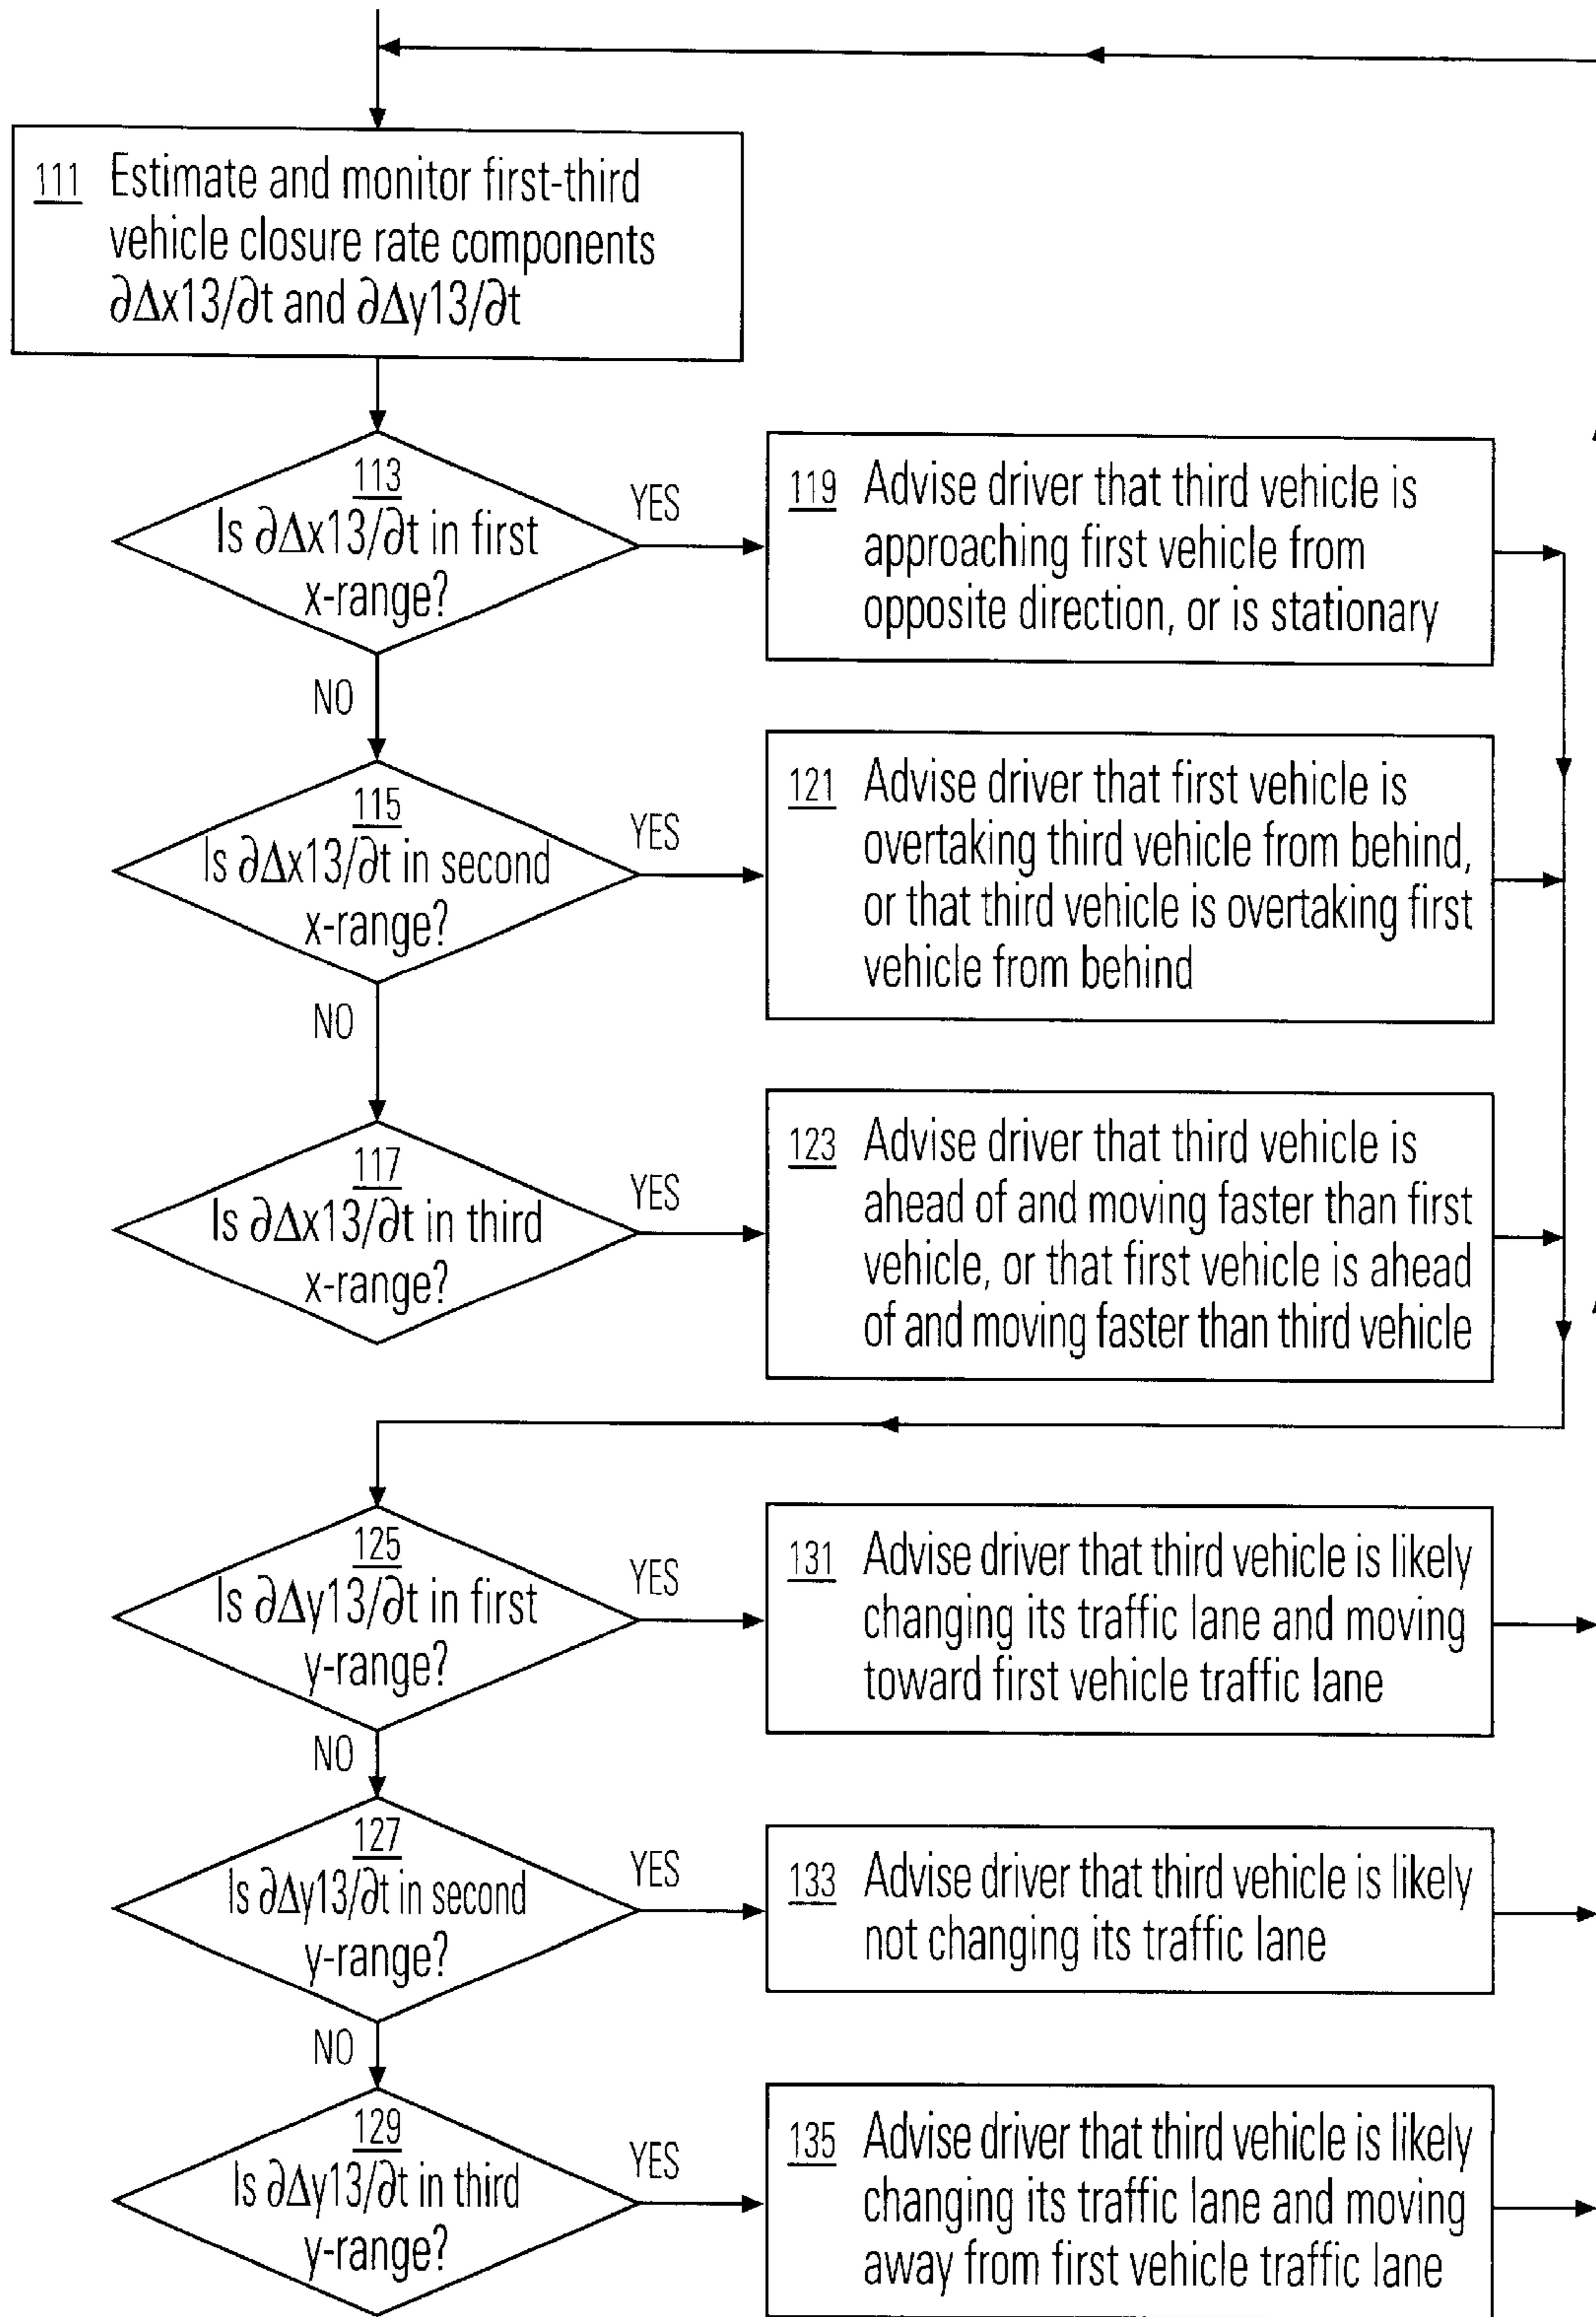 111 Estimate and monitor first-third
vehicle closure rate components
∂Δx13/∂t and ∂Δy13/∂t
113
Is ∂Δx13/∂t in first
x-range?
YES
119 Advise driver that third vehicle is
approaching first vehicle from
opposite direction, or is stationary
NO
115
Is ∂Δx13/∂t in second
x-range?
YES
121 Advise driver that first vehicle is
overtaking third vehicle from behind,
or that third vehicle is overtaking first
vehicle from behind
NO
117
Is ∂Δx13/∂t in third
x-range?
YES
123 Advise driver that third vehicle is
ahead of and moving faster than first
vehicle, or that first vehicle is ahead
of and moving faster than third vehicle
125
Is ∂Δy13/∂t in first
y-range?
YES
131 Advise driver that third vehicle is likely
changing its traffic lane and moving
toward first vehicle traffic lane
NO
127
Is ∂Δy13/∂t in second
y-range?
YES
133 Advise driver that third vehicle is likely
not changing its traffic lane
NO
129
Is ∂Δy13/∂t in third
y-range?
YES
135 Advise driver that third vehicle is likely
changing its traffic lane and moving
away from first vehicle traffic lane